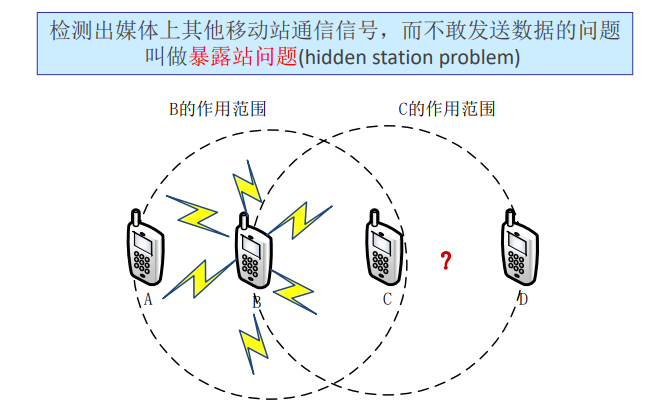 检测出媒体上其他移动站通信信号，而不敢发送数据的问题
叫做暴露站问题(hidden station problem)
B的作用范围 C的作用范围
?
A B C D